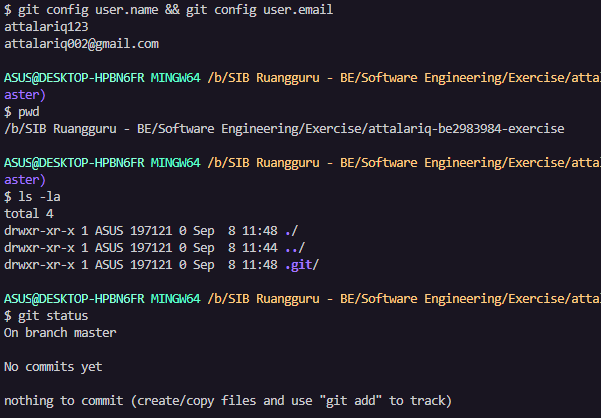 $ git config user.name && git config user.email
attalariq123
attalariq002@gmail.com
ASUS@DESKTOP-HPBN6FR MINGW64 /b/SIB Ruangguru - BE/Software Engineering/Exercise/attal
aster)
$ pwd
/b/SIB Ruangguru - BE/Software Engineering/Exercise/attalariq-be2983984-exercise
ASUS@DESKTOP-HPBN6FR MINGW64 /b/SIB Ruangguru - BE/Software Engineering/Exercise/attal
aster)
$ ls -la
total 4
drwxr-xr-x 1 ASUS 197121 0 Sep  8 11:48 ./
drwxr-xr-x 1 ASUS 197121 0 Sep  8 11:44 ../
drwxr-xr-x 1 ASUS 197121 0 Sep  8 11:48 .git/
ASUS@DESKTOP-HPBN6FR MINGW64 /b/SIB Ruangguru - BE/Software Engineering/Exercise/attal
aster)
$ git status
On branch master
No commits yet
nothing to commit (create/copy files and use "git add" to track)